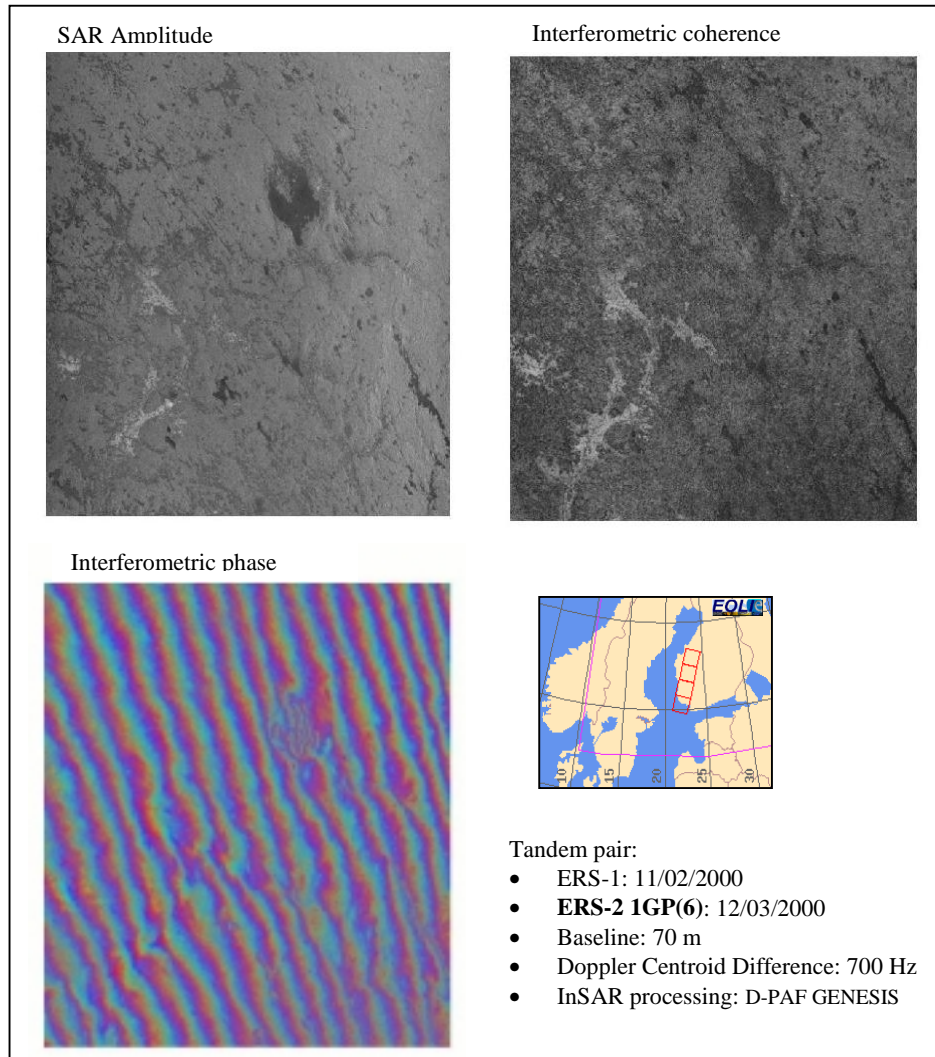 SAR Amplitude
Interferometric coherence
Interferometric phase
EOLI
10
15
20
25
30
Tandem pair:
• ERS-1: 11/02/2000
• ERS-2 1GP(6): 12/03/2000
• Baseline: 70 m
• Doppler Centroid Difference: 700 Hz
• InSAR processing: D-PAF GENESIS